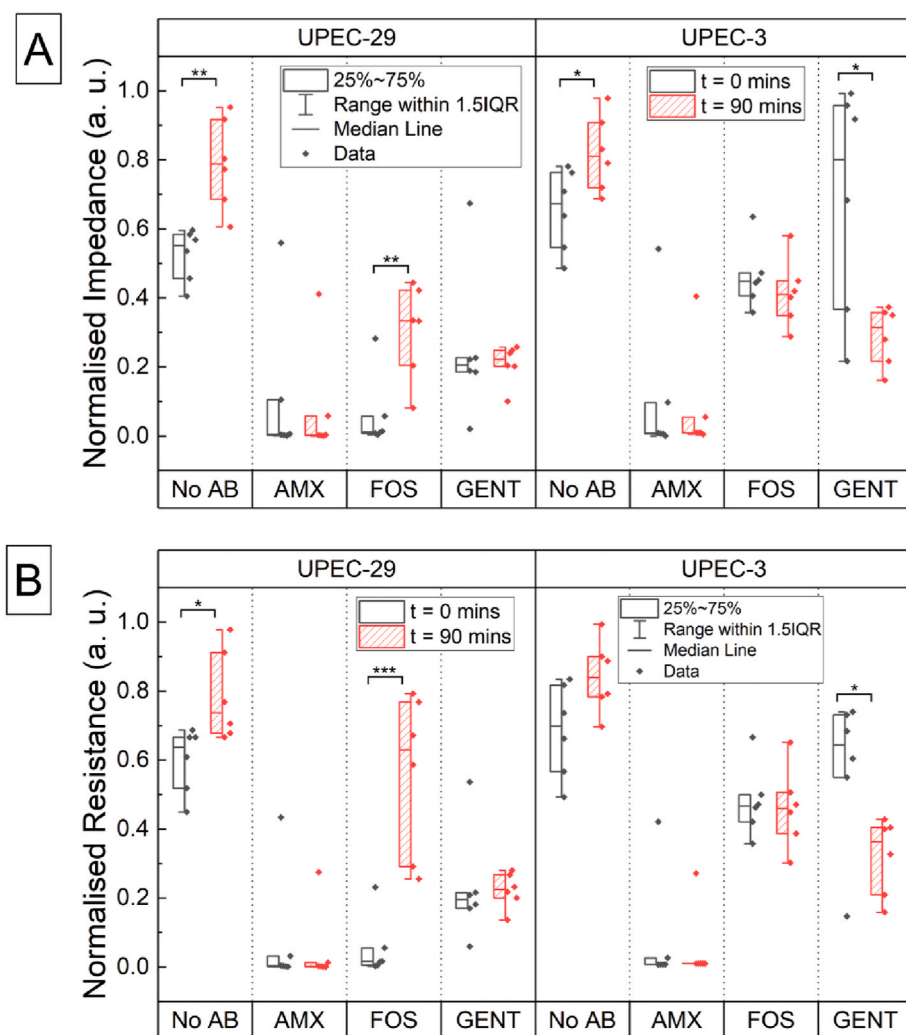 A
UPEC-29
UPEC-3
Normalised Impedance (a. u.)
1.0
0.8
0.6
0.4
0.2
0.0
**
25%~75%
Range within 1.5IQR
Median Line
Data
**
*
t = 0 mins
t = 90 mins
*
No AB
AMX
FOS
GENT
No AB
AMX
FOS
GENT
B
UPEC-29
UPEC-3
Normalised Resistance (a. u.)
1.0
0.8
0.6
0.4
0.2
0.0
*
t = 0 mins
t = 90 mins
***
25%~75%
Range within 1.5IQR
Median Line
Data
*
No AB
AMX
FOS
GENT
No AB
AMX
FOS
GENT